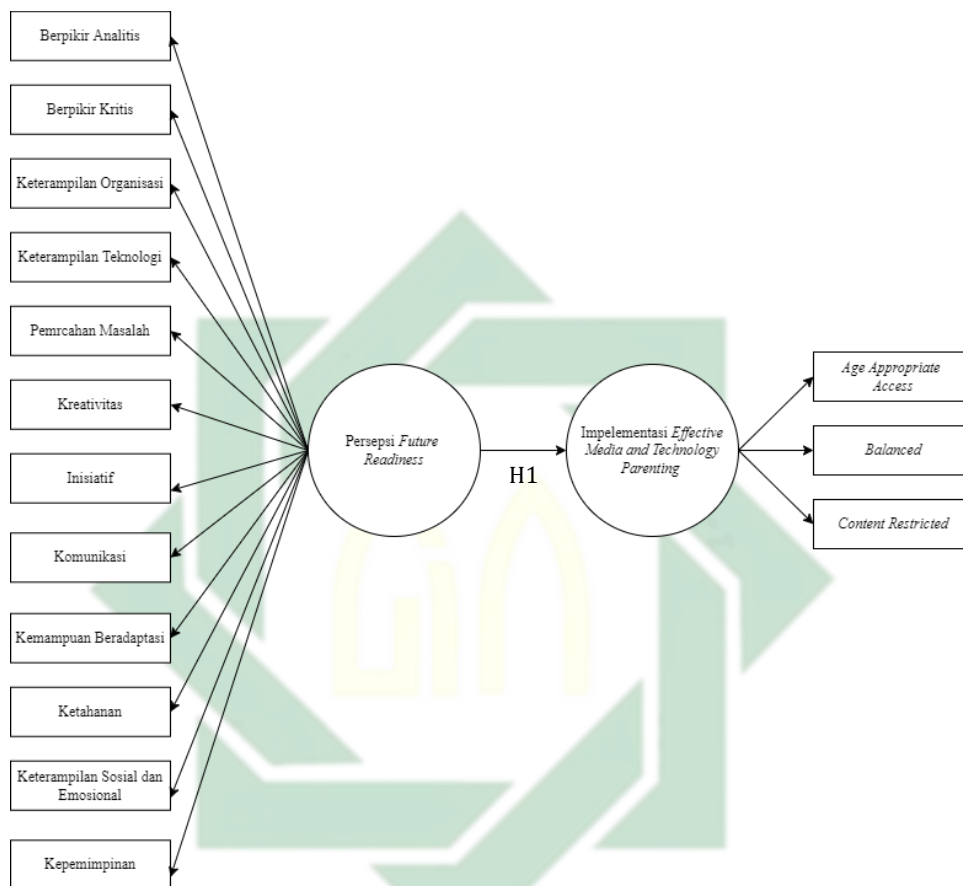 Berpikir Analitis
Berpikir Kritis
Keterampilan Organisasi
Keterampilan Teknologi
Pemrcahan Masalah
Kreativitas
Inisiatif
Komunikasi
Kemampuan Beradaptasi
Ketahanan
Keterampilan Sosial dan
Emosional
Kepemimpinan
Persepsi Future
Readiness
H1
Impelementasi Effective
Media and Technology
Parenting
Age Appropriate
Access
Balanced
Content Restricted